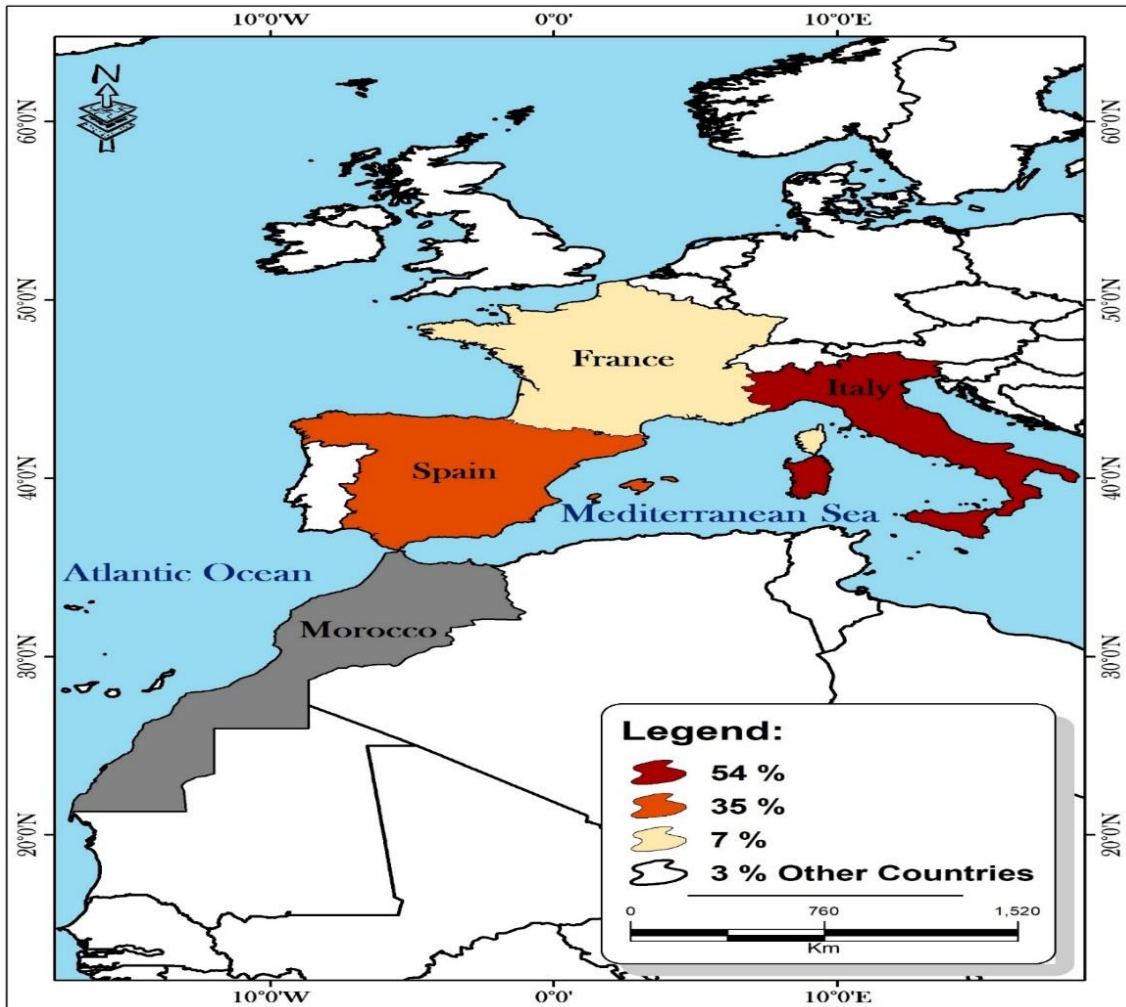 10°0'W 0°0' 10°0'E
N
60°0'N 60°0'N
50°0'N 50°0'N
France
Italy
40°0'N 40°0'N
Spain
Mediterranean Sea
Atlantic Ocean
Morocco
30°0'N 30°0'N
Legend:
54 %
35 %
7 %
3 % Other Countries
20°0'N 20°0'N
0 760 1,520
Km
10°0'W 0°0' 10°0'E